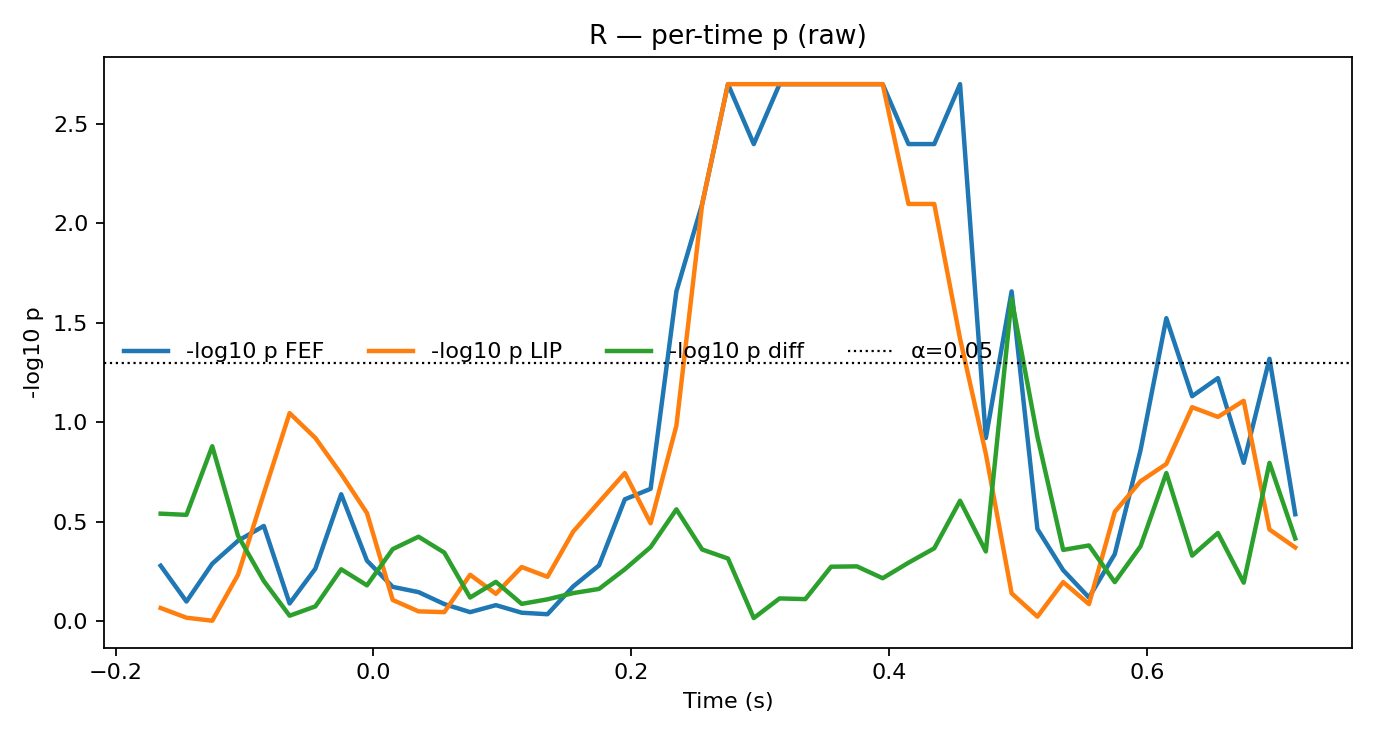 R — per-time p (raw)
-log10 p
2.5
2.0
1.5
1.0
0.5
0.0
-log10 p FEF -log10 p LIP -log10 p diff α=0.05
−0.2 0.0 0.2 0.4 0.6
Time (s)